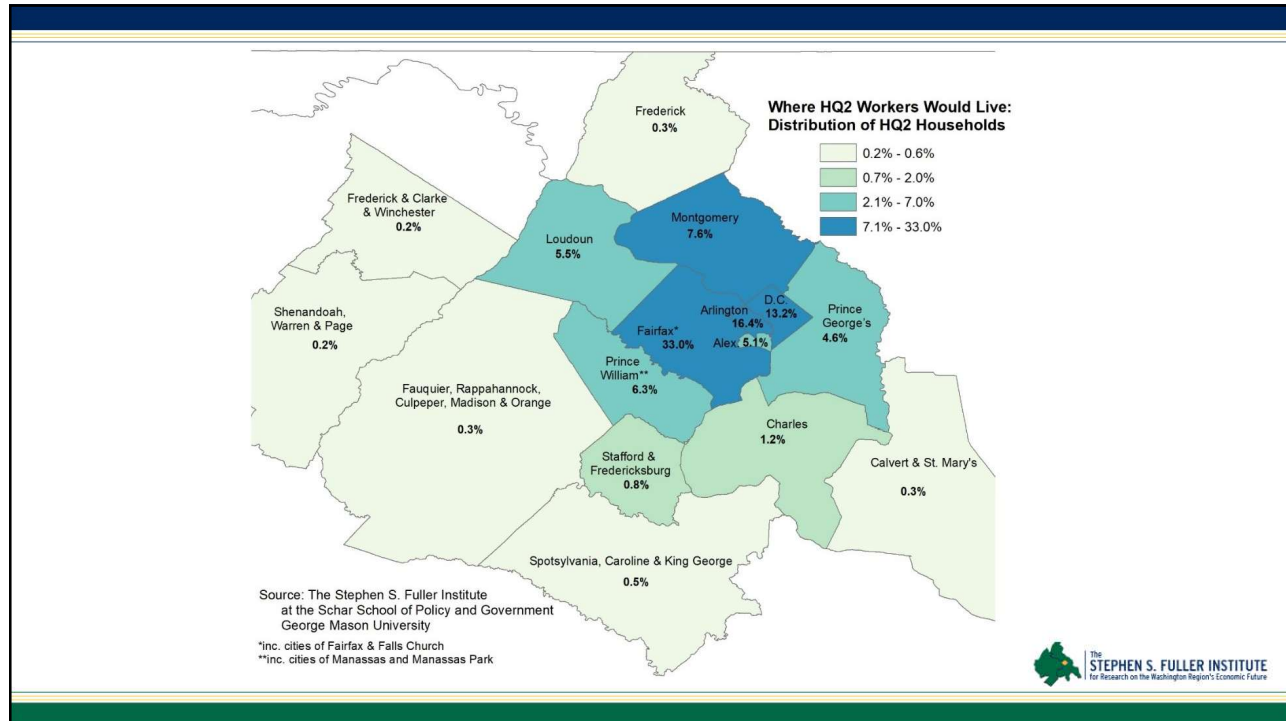 Where HQ2 Workers Would Live:
Distribution of HQ2 Households
0.2% - 0.6%
0.7% - 2.0%
2.1% - 7.0%
7.1% - 33.0%
Frederick
0.3%
Frederick & Clarke
& Winchester
0.2%
Montgomery
7.6%
Loudoun
5.5%
Shenandoah,
Warren & Page
0.2%
D.C.
13.2%
Arlington
16.4%
Fairfax*
33.0%
Alex.
5.1%
Prince
George's
4.6%
Prince
William**
6.3%
Fauquier, Rappahannock,
Culpeper, Madison & Orange
0.3%
Charles
1.2%
Stafford &
Fredericksburg
0.8%
Calvert & St. Mary's
0.3%
Spotsylvania, Caroline & King George
0.5%
Source: The Stephen S. Fuller Institute
at the Schar School of Policy and Government
George Mason University
*inc. cities of Fairfax & Falls Church
**inc. cities of Manassas and Manassas Park
The
STEPHEN S. FULLER INSTITUTE
for Research on the Washington Region's Economic Future